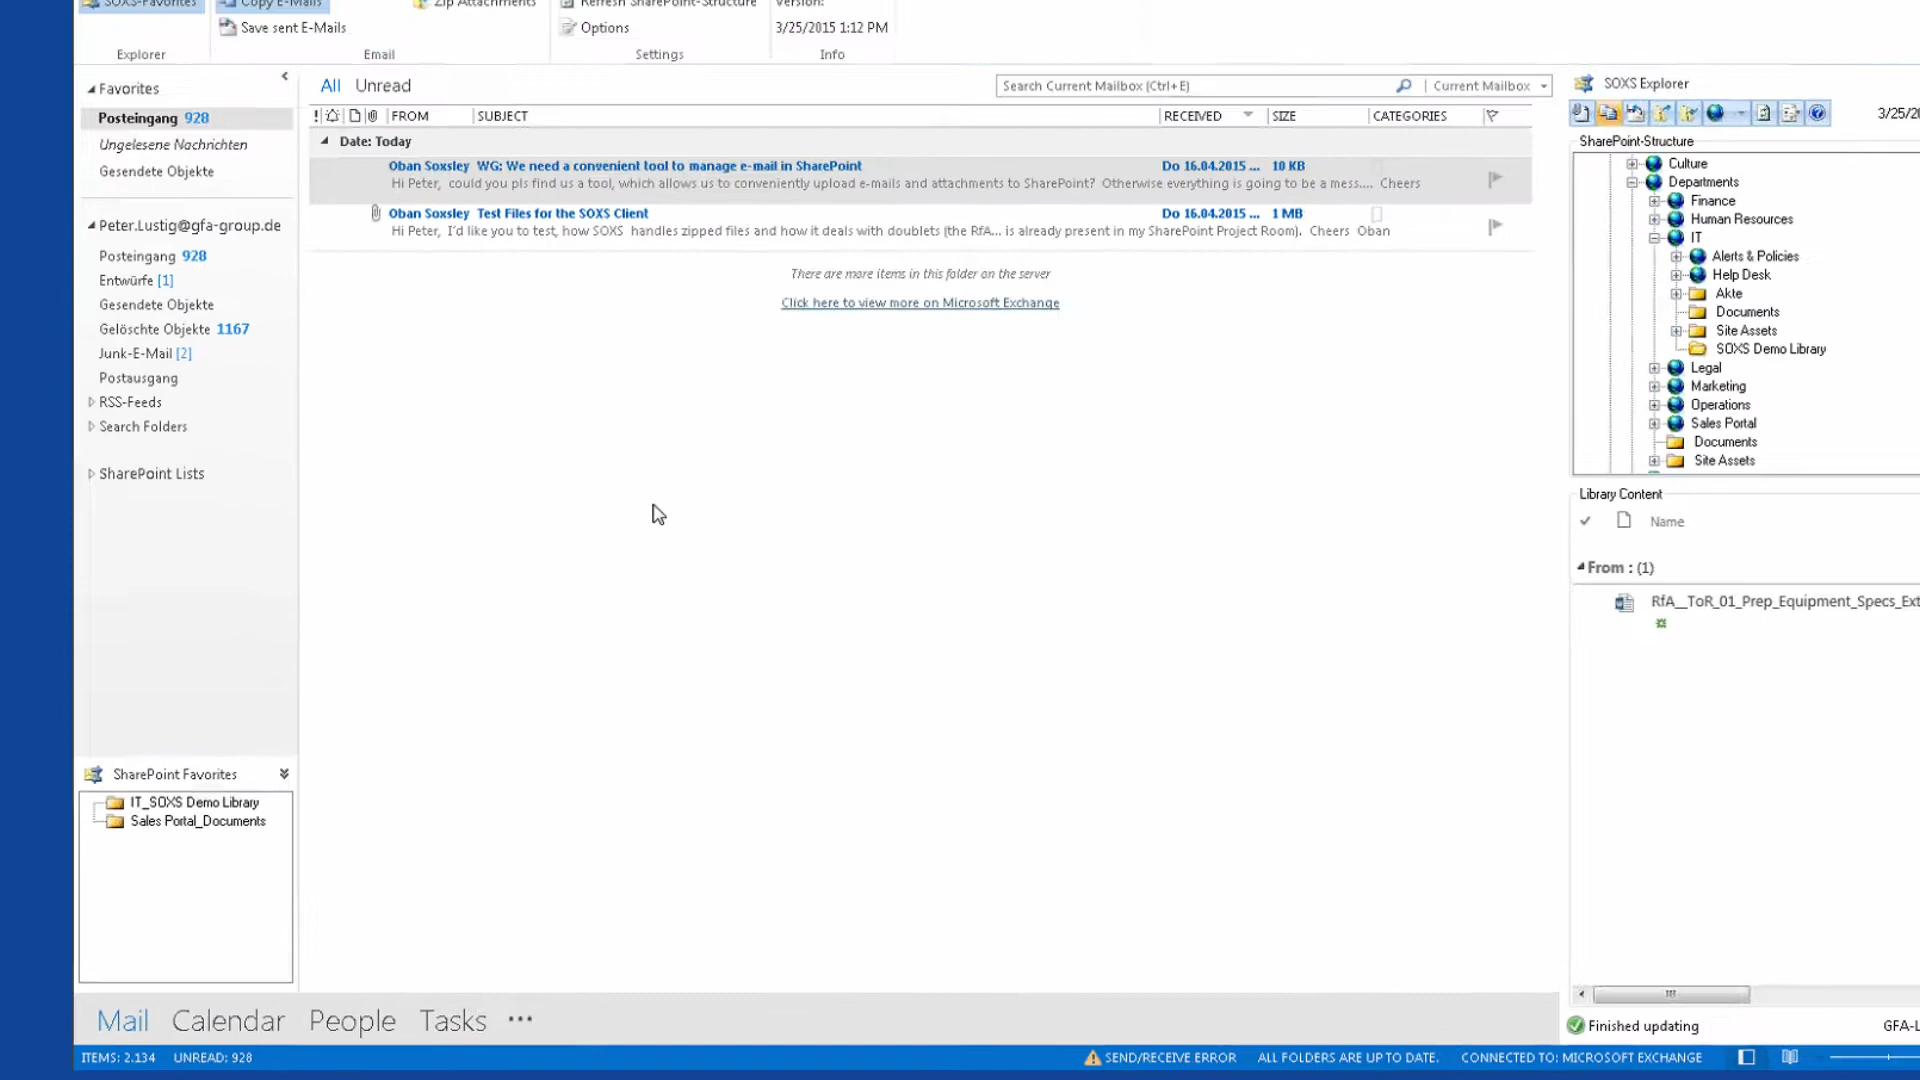 SOXS-Favorites Copy E-Mails Zip Attachments Refresh SharePoint-Structure Version:
Save sent E-Mails Options 3/25/2015 1:12 PM
Explorer Email Settings Info
Favorites
Posteingang 928
Ungelesene Nachrichten
Gesendete Objekte
Peter.Lustig@gfa-group.de
Posteingang 928
Entwürfe [1]
Gesendete Objekte
Gelöschte Objekte 1167
Junk-E-Mail [2]
Postausgang
RSS-Feeds
Search Folders
SharePoint Lists
SharePoint Favorites
IT_SOXS Demo Library
Sales Portal_Documents
All Unread Search Current Mailbox (Ctrl+E) Current Mailbox
! FROM SUBJECT RECEIVED SIZE CATEGORIES
Date: Today
Oban Soxsley WG: We need a convenient tool to manage e-mail in SharePoint Do 16.04.2015 ... 10 KB
Hi Peter, could you pls find us a tool, which allows us to conveniently upload e-mails and attachments to SharePoint? Otherwise everything is going to be a mess.... Cheers
Oban Soxsley Test Files for the SOXS Client Do 16.04.2015 ... 1 MB
Hi Peter, I'd like you to test, how SOXS handles zipped files and how it deals with doublets (the RfA... is already present in my SharePoint Project Room). Cheers Oban
There are more items in this folder on the server
Click here to view more on Microsoft Exchange
SOXS Explorer
3/25/20
SharePoint-Structure
Culture
Departments
Finance
Human Resources
IT
Alerts & Policies
Help Desk
Akte
Documents
Site Assets
SOXS Demo Library
Legal
Marketing
Operations
Sales Portal
Documents
Site Assets
Library Content
Name
From : (1)
RfA__ToR_01_Prep_Equipment_Specs_Ext
Finished updating GFA-L
Mail Calendar People Tasks ...
ITEMS: 2.134 UNREAD: 928 SEND/RECEIVE ERROR ALL FOLDERS ARE UP TO DATE. CONNECTED TO: MICROSOFT EXCHANGE